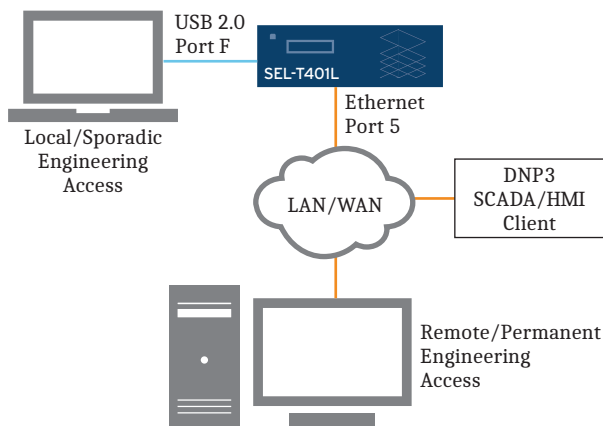 USB 2.0
Port F
SEL-T401L
Ethernet
Port 5
Local/Sporadic
Engineering
Access
LAN/WAN
DNP3
SCADA/HMI
Client
Remote/Permanent
Engineering
Access